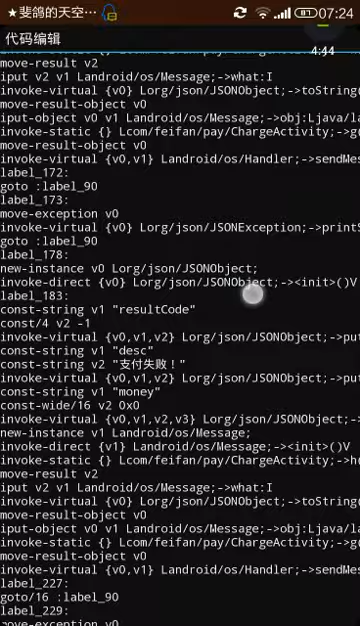 ★斐鸽的天空··· 07:24
代码编辑
4:44
move-result v2
iput v2 v1 Landroid/os/Message;->what:I
invoke-virtual {v0} Lorg/json/JSONObject;->toString(
move-result-object v0
iput-object v0 v1 Landroid/os/Message;->obj:Ljava/la
invoke-static {} Lcom/feifan/pay/ChargeActivity;->g
move-result-object v0
invoke-virtual {v0,v1} Landroid/os/Handler;->sendMes
label_172:
goto :label_90
label_173:
move-exception v0
invoke-virtual {v0} Lorg/json/JSONException;->printS
goto :label_90
label_178:
new-instance v0 Lorg/json/JSONObject;
invoke-direct {v0} Lorg/json/JSONObject;-><init>()V
label_183:
const-string v1 "resultCode"
const/4 v2 -1
invoke-virtual {v0,v1,v2} Lorg/json/JSONObject;->put
const-string v1 "desc"
const-string v2 "支付失败！"
invoke-virtual {v0,v1,v2} Lorg/json/JSONObject;->put
const-string v1 "money"
const-wide/16 v2 0x0
invoke-virtual {v0,v1,v2,v3} Lorg/json/JSONObject;->
new-instance v1 Landroid/os/Message;
invoke-direct {v1} Landroid/os/Message;-><init>()V
invoke-static {} Lcom/feifan/pay/ChargeActivity;->h
move-result v2
iput v2 v1 Landroid/os/Message;->what:I
invoke-virtual {v0} Lorg/json/JSONObject;->toString(
move-result-object v0
iput-object v0 v1 Landroid/os/Message;->obj:Ljava/la
invoke-static {} Lcom/feifan/pay/ChargeActivity;->g
move-result-object v0
invoke-virtual {v0,v1} Landroid/os/Handler;->sendMes
label_227:
goto/16 :label_90
label_229:
move-exception v0